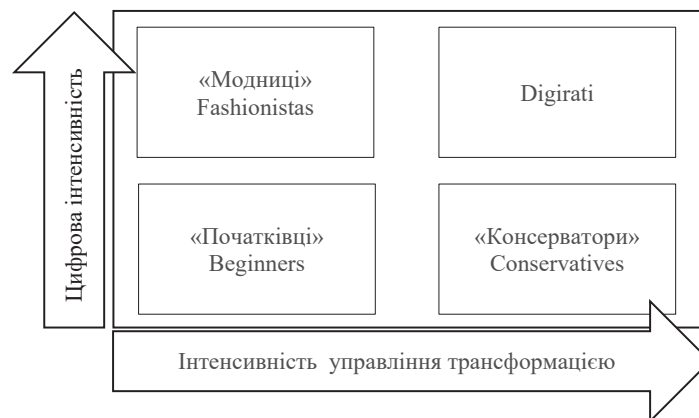 Цифрова інтенсивність
«Модниці»
Fashionistas
Digirati
«Початківці»
Beginners
«Консерватори»
Conservatives
Інтенсивність управління трансформацією